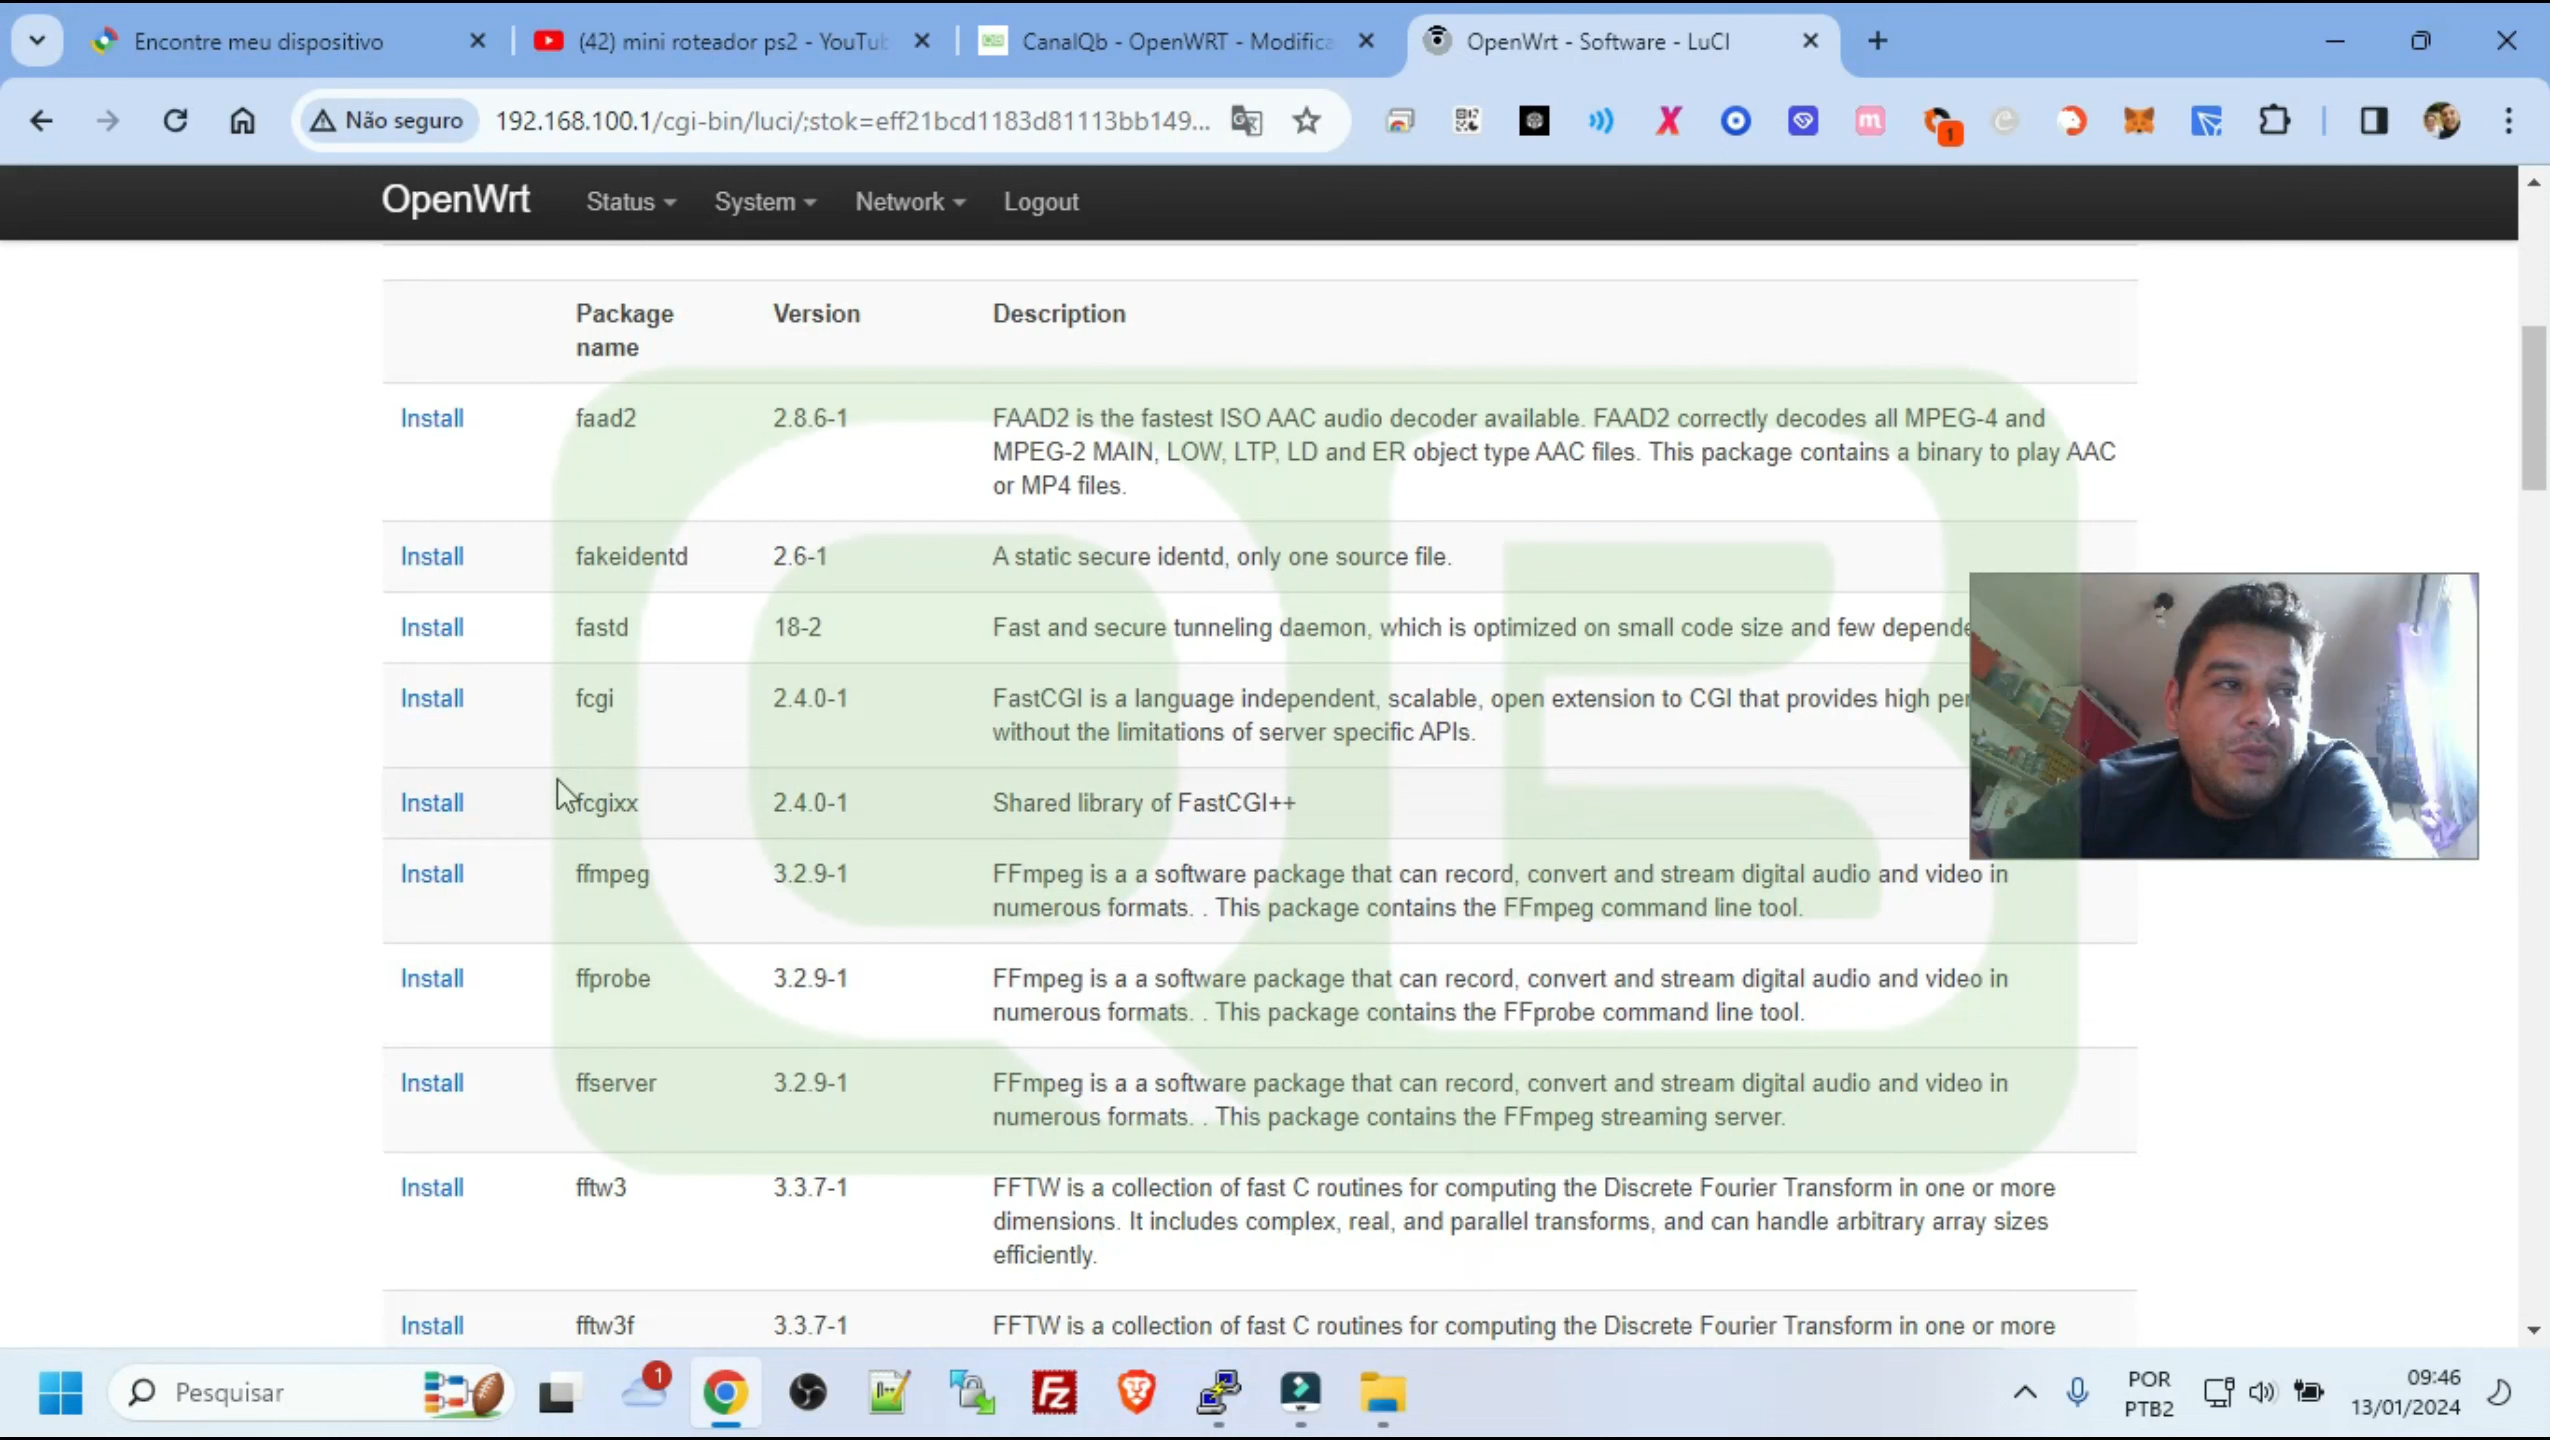 Encontre meu dispositivo
(42) mini roteador ps2 - YouTub
CanalQb - OpenWRT - Modifica
OpenWrt - Software - LuCI
Não seguro
192.168.100.1/cgi-bin/luci/;stok=eff21bcd1183d81113bb149...
1
OpenWrt
Status
System
Network
Logout
Package name
Version
Description
Install
faad2
2.8.6-1
FAAD2 is the fastest ISO AAC audio decoder available. FAAD2 correctly decodes all MPEG-4 and
MPEG-2 MAIN, LOW, LTP, LD and ER object type AAC files. This package contains a binary to play AAC
or MP4 files.
Install
fakeidentd
2.6-1
A static secure identd, only one source file.
Install
fastd
18-2
Fast and secure tunneling daemon, which is optimized on small code size and few depende
Install
fcgi
2.4.0-1
FastCGI is a language independent, scalable, open extension to CGI that provides high per
without the limitations of server specific APIs.
Install
fcgixx
2.4.0-1
Shared library of FastCGI++
Install
ffmpeg
3.2.9-1
FFmpeg is a a software package that can record, convert and stream digital audio and video in
numerous formats. . This package contains the FFmpeg command line tool.
Install
ffprobe
3.2.9-1
FFmpeg is a a software package that can record, convert and stream digital audio and video in
numerous formats. . This package contains the FFprobe command line tool.
Install
ffserver
3.2.9-1
FFmpeg is a a software package that can record, convert and stream digital audio and video in
numerous formats. . This package contains the FFmpeg streaming server.
Install
fftw3
3.3.7-1
FFTW is a collection of fast C routines for computing the Discrete Fourier Transform in one or more
dimensions. It includes complex, real, and parallel transforms, and can handle arbitrary array sizes
efficiently.
Install
fftw3f
3.3.7-1
FFTW is a collection of fast C routines for computing the Discrete Fourier Transform in one or more
QB
Pesquisar
1
POR
PTB2
09:46
13/01/2024